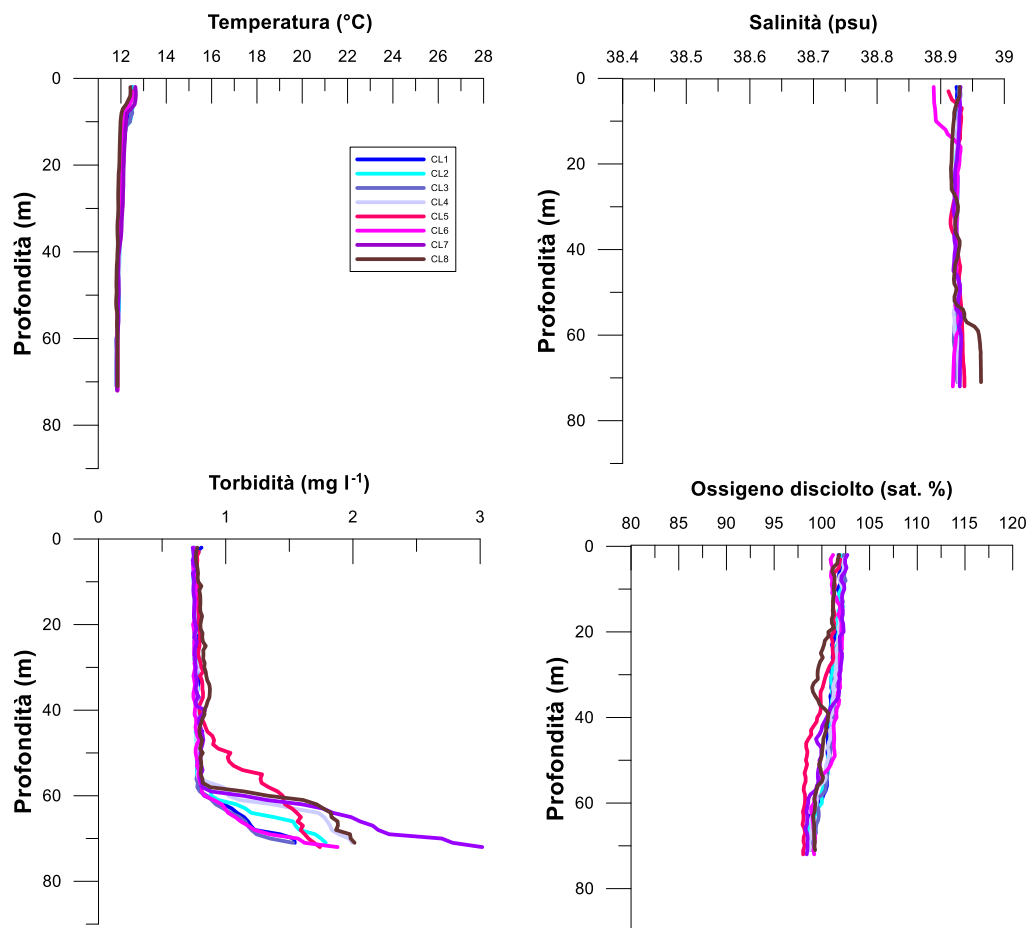 Temperatura (°C)
12 14 16 18 20 22 24 26 28
0
20
40
60
80
Profondità (m)
CL1
CL2
CL3
CL4
CL5
CL6
CL7
CL8
Salinità (psu)
38.4 38.5 38.6 38.7 38.8 38.9 39
0
20
40
60
80
Profondità (m)
Torbidità (mg l-1)
0 1 2 3
0
20
40
60
80
Profondità (m)
Ossigeno disciolto (sat. %)
80 85 90 95 100 105 110 115 120
0
20
40
60
80
Profondità (m)